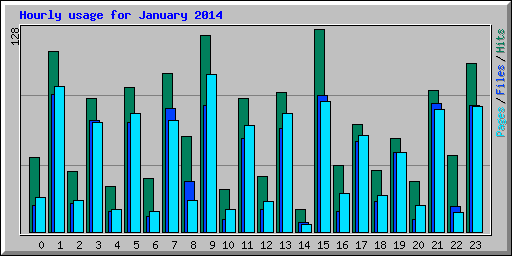 Hourly usage for January 2014
128
Pages/Files/Hits
0 1 2 3 4 5 6 7 8 9 10 11 12 13 14 15 16 17 18 19 20 21 22 23